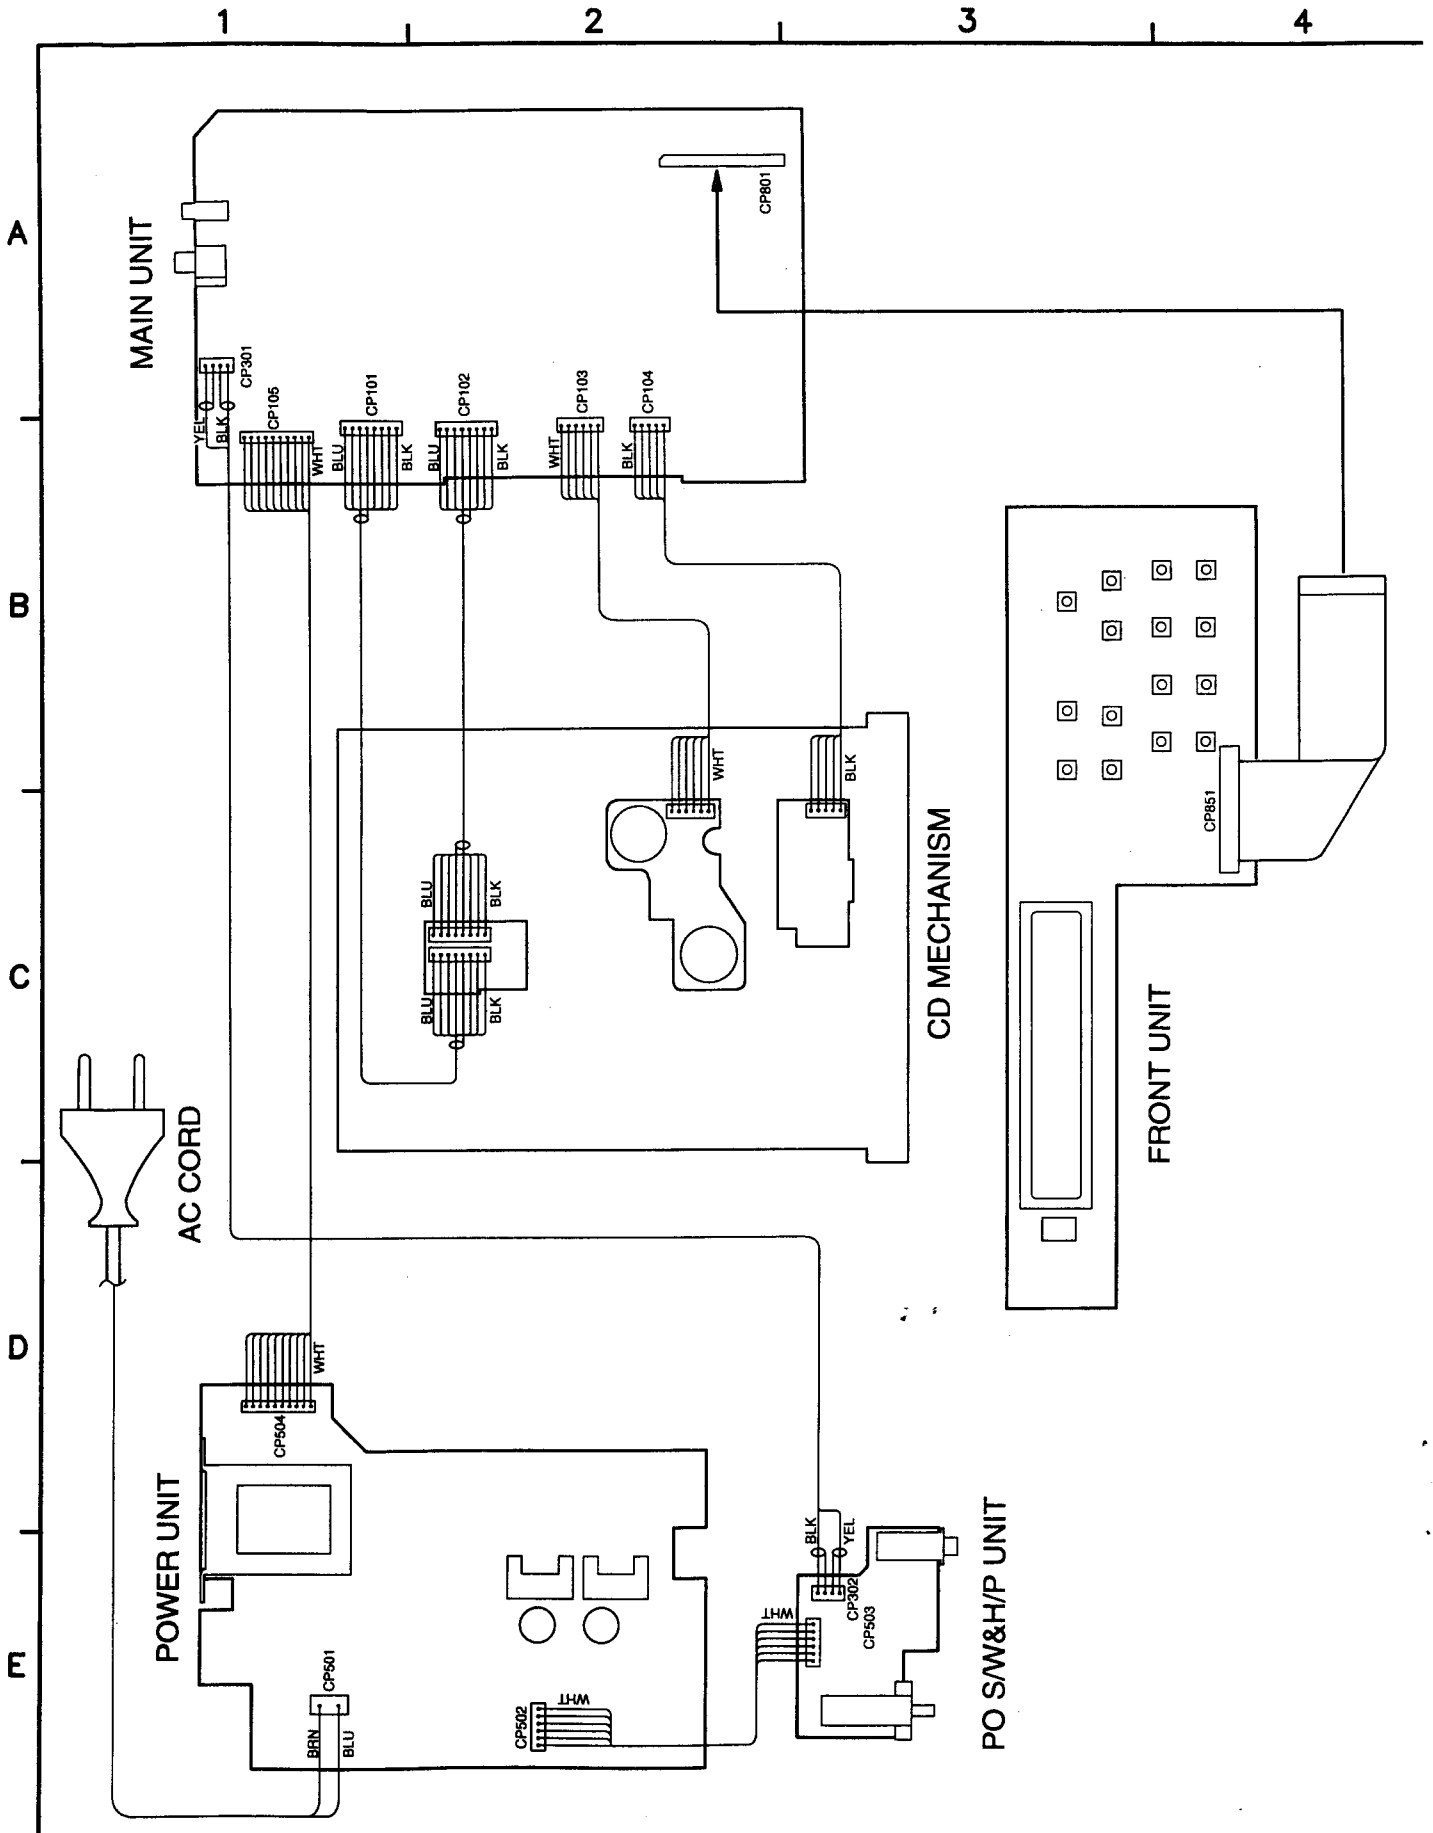 1 2 3 4
A
B
C
D
E
MAIN UNIT
CP801
CP301
YEL
BLK
CP105
WHT
CP101
BLU
BLK
CP102
BLU
BLK
CP103
WHT
CP104
BLK
WHT
BLK
BLU
BLK
BLU
BLK
CD MECHANISM
CP851
FRONT UNIT
AC CORD
WHT
CP504
POWER UNIT
CP501
BRN
BLU
CP502
WHT
WHT
BLK
YEL
CP302
CP503
PO S/W&H/P UNIT